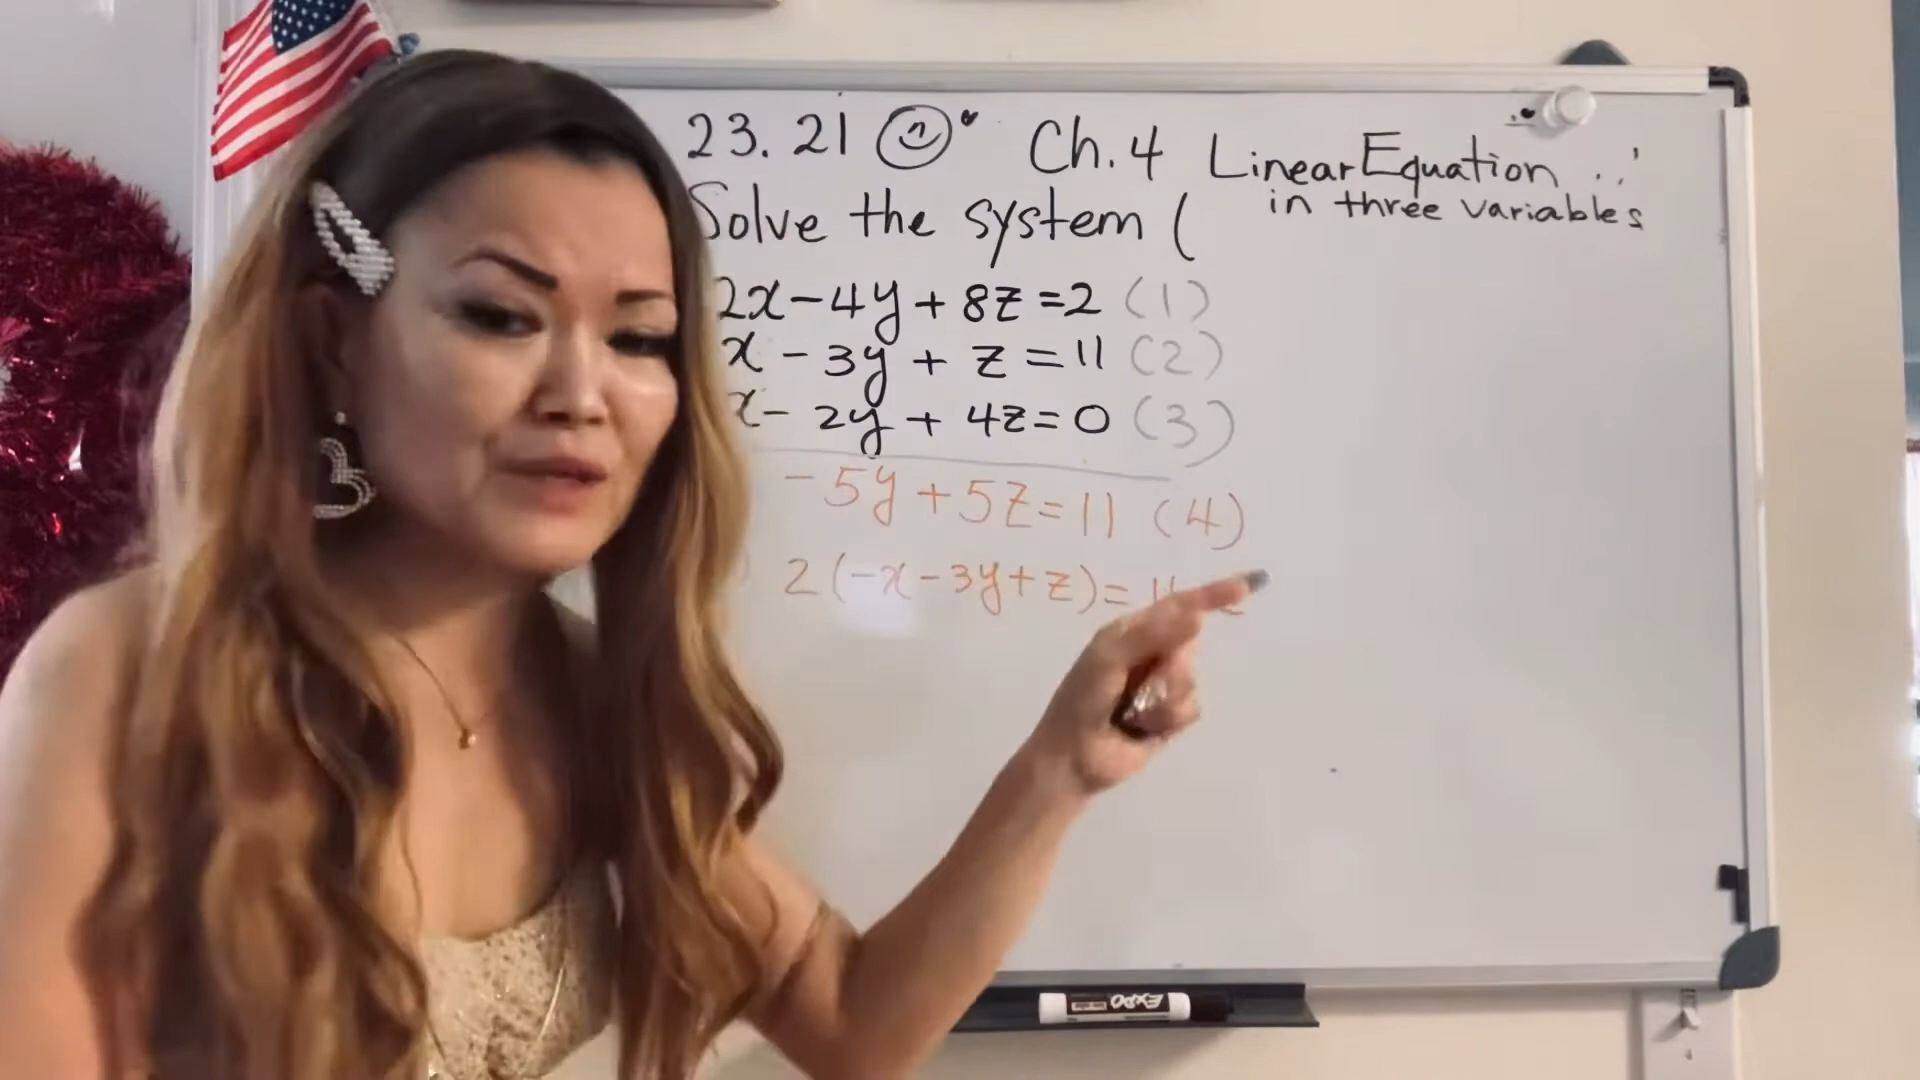 23. 21 Ch. 4 Linear Equation ..
in three variables
Solve the system (
2x-4y+8z=2 (1)
x-3y+z=11 (2)
x-2y+4z=0 (3)
-5y+5z=11 (4)
2(-x-3y+z)=
EXPO